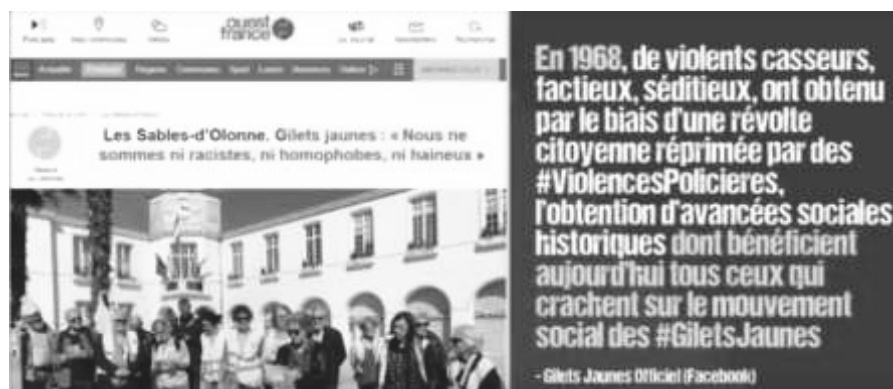 ouest
france
Les Sables-d'Olonne. Gilets jaunes : « Nous ne
sommes ni racistes, ni homophobes, ni haineux »
En 1968, de violents casseurs,
factieux, séditieux, ont obtenu
par le biais d'une révolte
citoyenne réprimée par des
#ViolencesPolicieres,
l'obtention d'avancées sociales
historiques dont bénéficient
aujourd'hui tous ceux qui
crachent sur le mouvement
social des #GiletsJaunes
- Gilets Jaunes Officiel (Facebook)